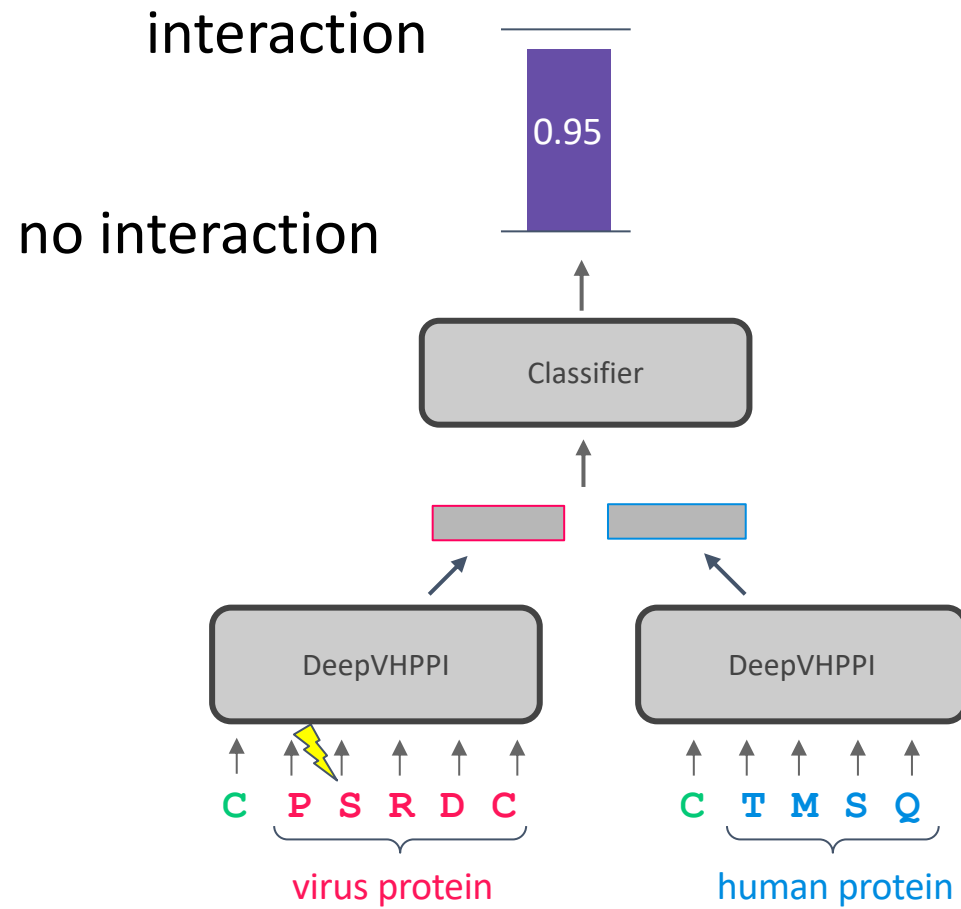 interaction
0.95
no interaction
Classifier
DeepVHPPI
DeepVHPPI
C P S R D C
C T M S Q
virus protein
human protein